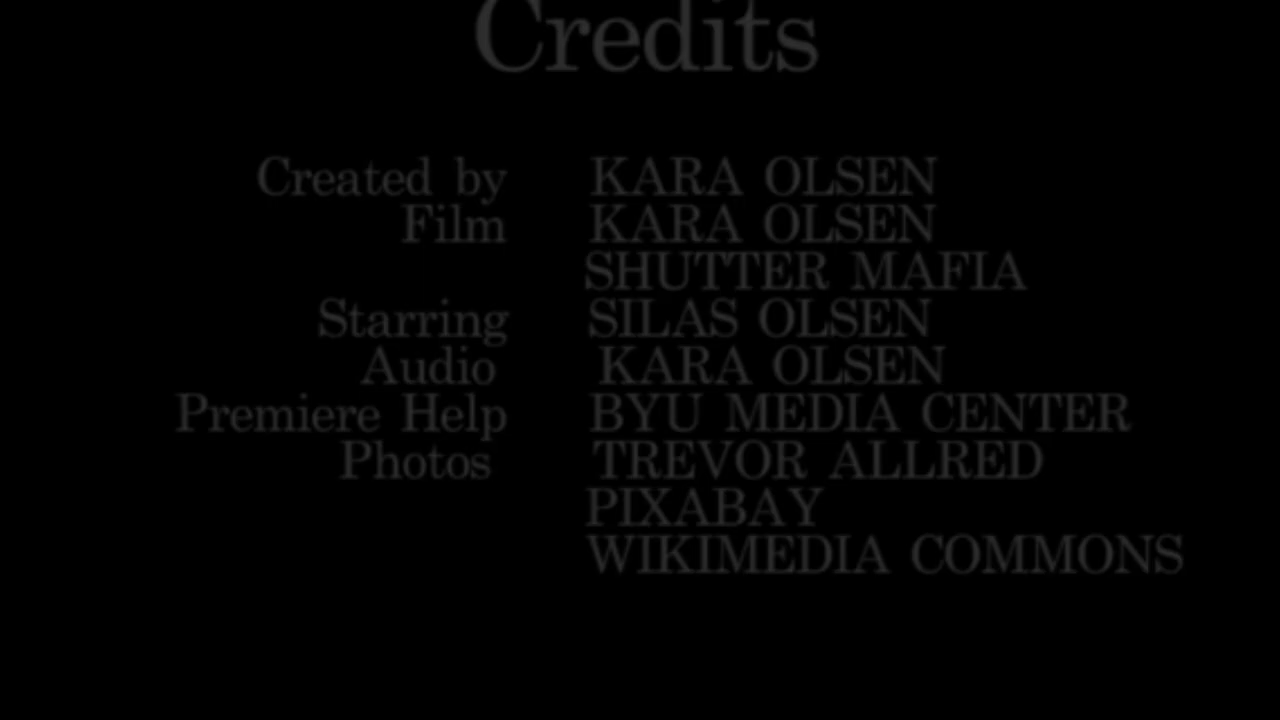 Credits
Created by KARA OLSEN
Film KARA OLSEN
SHUTTER MAFIA
Starring SILAS OLSEN
Audio KARA OLSEN
Premiere Help BYU MEDIA CENTER
Photos TREVOR ALLRED
PIXABAY
WIKIMEDIA COMMONS